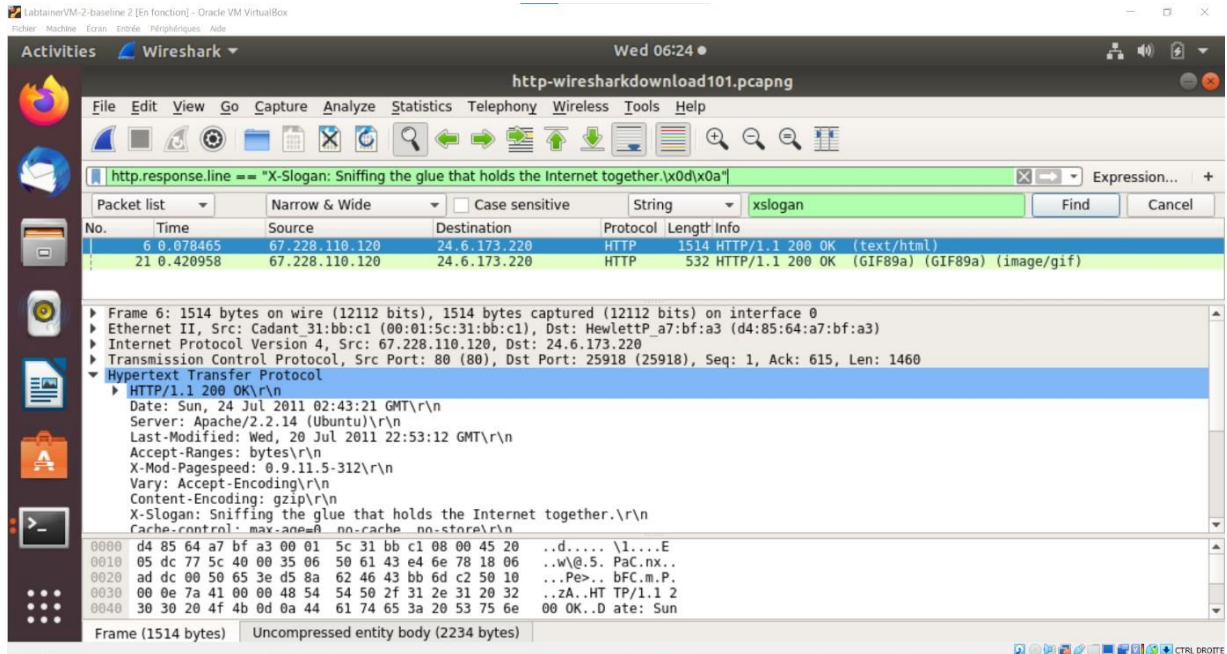 LabtainerVM-2-baseline 2 [En fonction] - Oracle VM VirtualBox
Fichier Machine Écran Entrée Périphériques Aide
Activities Wireshark Wed 06:24
http-wiresharkdownload101.pcapng
File Edit View Go Capture Analyze Statistics Telephony Wireless Tools Help
http.response.line == "X-Slogan: Sniffing the glue that holds the Internet together.\x0d\x0a" Expression... +
Packet list Narrow & Wide Case sensitive String xslogan Find Cancel
No. Time Source Destination Protocol Length Info
6 0.078465 67.228.110.120 24.6.173.220 HTTP 1514 HTTP/1.1 200 OK (text/html)
21 0.420958 67.228.110.120 24.6.173.220 HTTP 532 HTTP/1.1 200 OK (GIF89a) (GIF89a) (image/gif)
Frame 6: 1514 bytes on wire (12112 bits), 1514 bytes captured (12112 bits) on interface 0
Ethernet II, Src: Cadant_31:bb:c1 (00:01:5c:31:bb:c1), Dst: HewlettP_a7:bf:a3 (d4:85:64:a7:bf:a3)
Internet Protocol Version 4, Src: 67.228.110.120, Dst: 24.6.173.220
Transmission Control Protocol, Src Port: 80 (80), Dst Port: 25918 (25918), Seq: 1, Ack: 615, Len: 1460
Hypertext Transfer Protocol
HTTP/1.1 200 OK\r\n
Date: Sun, 24 Jul 2011 02:43:21 GMT\r\n
Server: Apache/2.2.14 (Ubuntu)\r\n
Last-Modified: Wed, 20 Jul 2011 22:53:12 GMT\r\n
Accept-Ranges: bytes\r\n
X-Mod-Pagespeed: 0.9.11.5-312\r\n
Vary: Accept-Encoding\r\n
Content-Encoding: gzip\r\n
X-Slogan: Sniffing the glue that holds the Internet together.\r\n
Cache-control: max-age=0, no-cache, no-store\r\n
0000 d4 85 64 a7 bf a3 00 01 5c 31 bb c1 08 00 45 20 ..d..... \1....E
0010 05 dc 77 5c 40 00 35 06 50 61 43 e4 6e 78 18 06 ..w\@.5. PaC.nx..
0020 ad dc 00 50 65 3e d5 8a 62 46 43 bb 6d c2 50 10 ...Pe>.. bFC.m.P.
0030 00 0e 7a 41 00 00 48 54 54 50 2f 31 2e 31 20 32 ..zA..HT TP/1.1 2
0040 30 30 20 4f 4b 0d 0a 44 61 74 65 3a 20 53 75 6e 00 OK..D ate: Sun
Frame (1514 bytes) Uncompressed entity body (2234 bytes)
CTRL DROITE